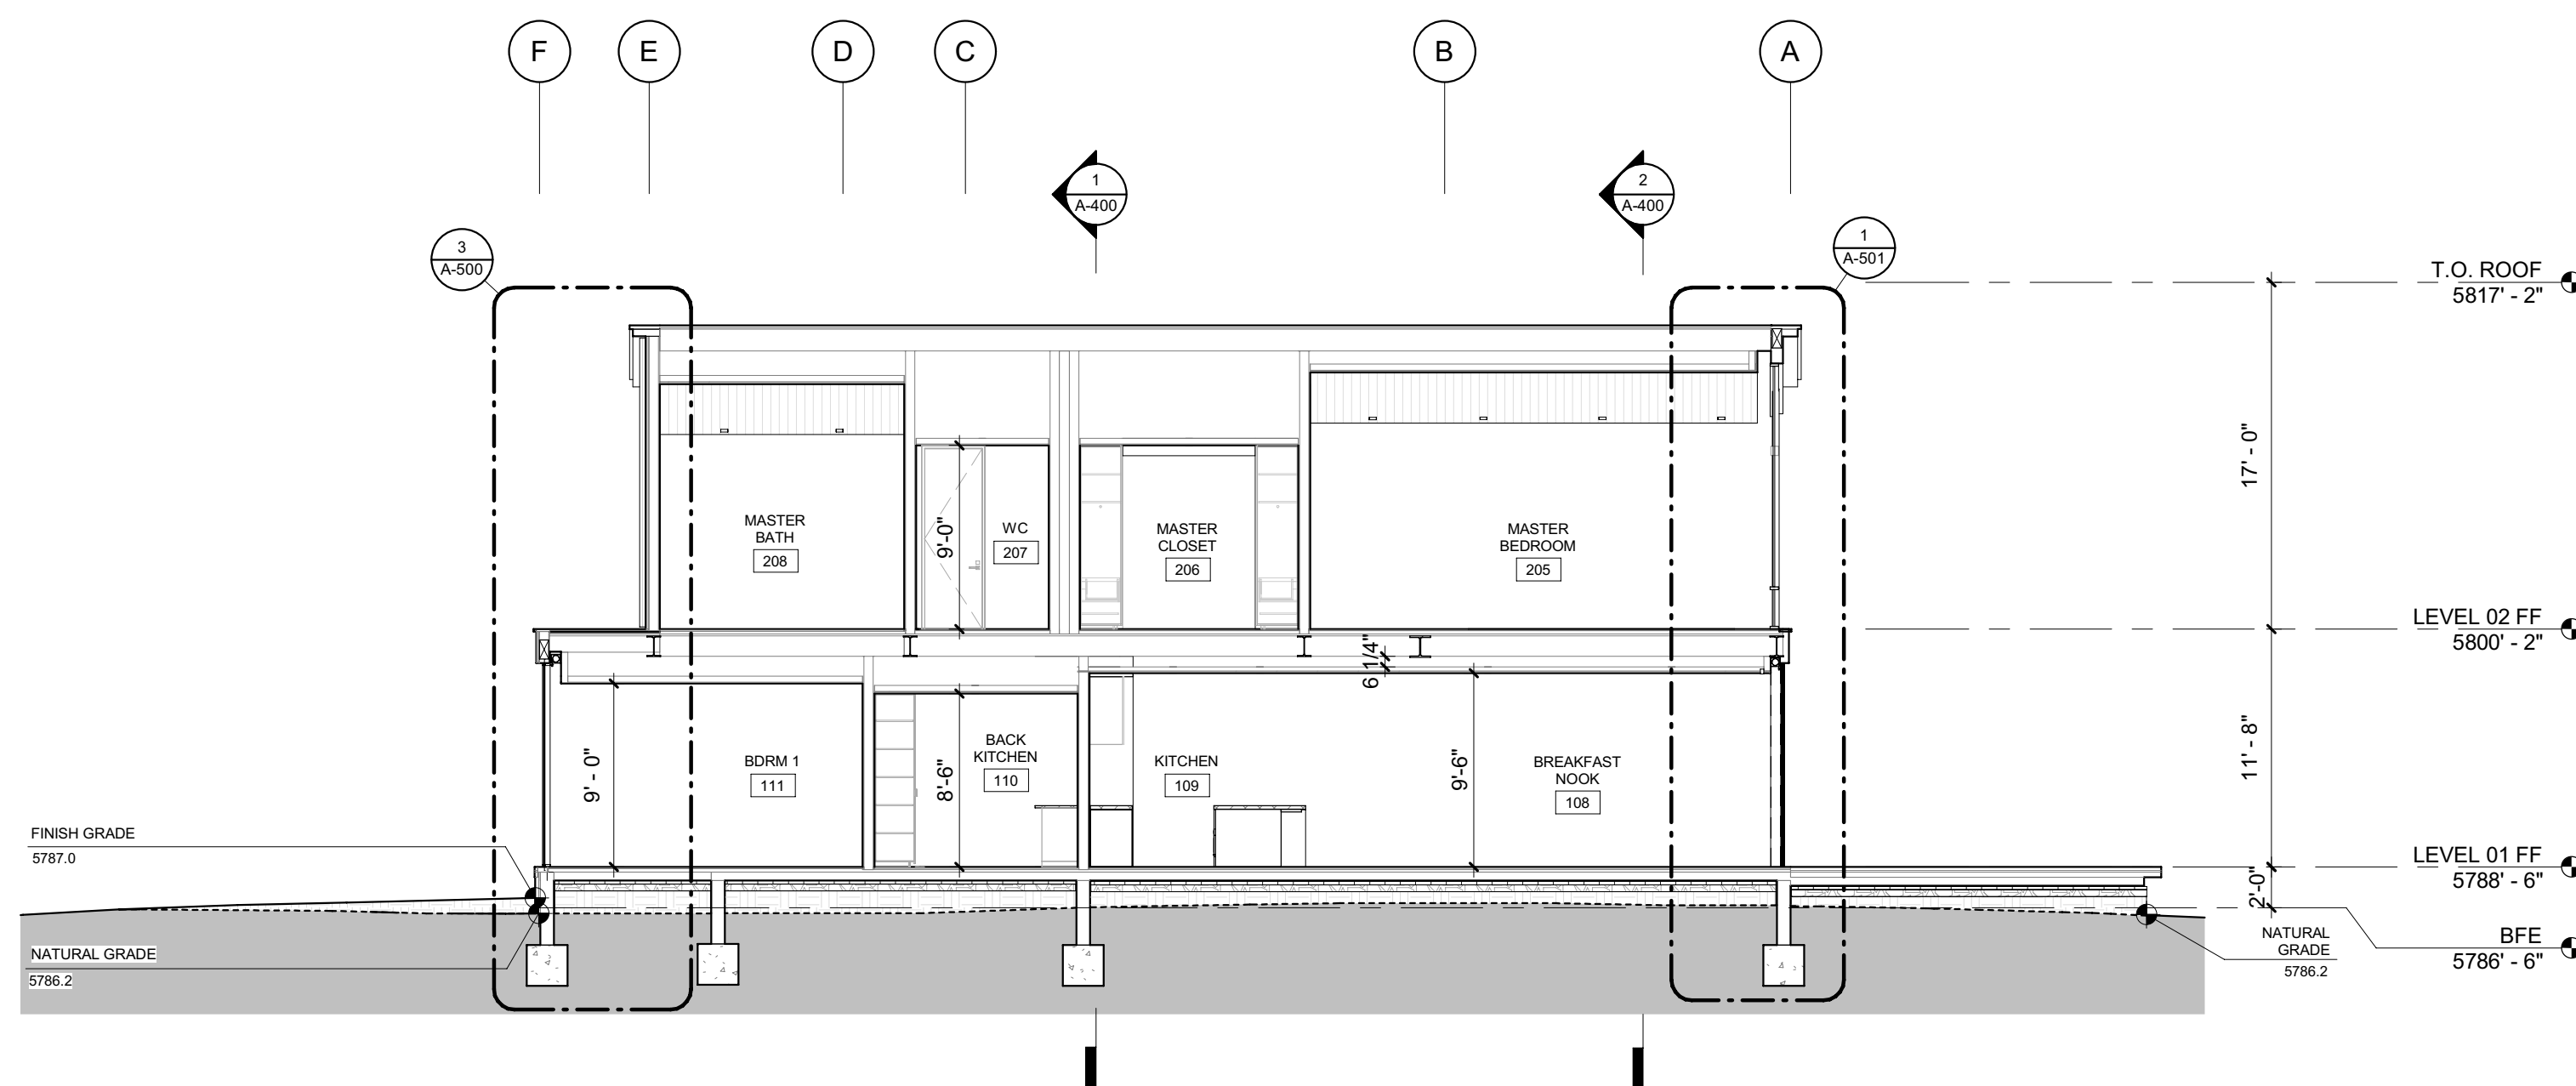 F
E
D
C
B
A
1
A-400
2
A-400
3
A-500
1
A-501
T.O. ROOF
5817' - 2"
17' - 0"
MASTER
BATH
208
9'-0"
WC
207
MASTER
CLOSET
206
MASTER
BEDROOM
205
LEVEL 02 FF
5800' - 2"
6 1/4"
11' - 8"
9' - 0"
BDRM 1
111
8'-6"
BACK
KITCHEN
110
KITCHEN
109
9'-6"
BREAKFAST
NOOK
108
FINISH GRADE
5787.0
LEVEL 01 FF
5788' - 6"
2'-0"
NATURAL GRADE
5786.2
NATURAL
GRADE
5786.2
BFE
5786' - 6"